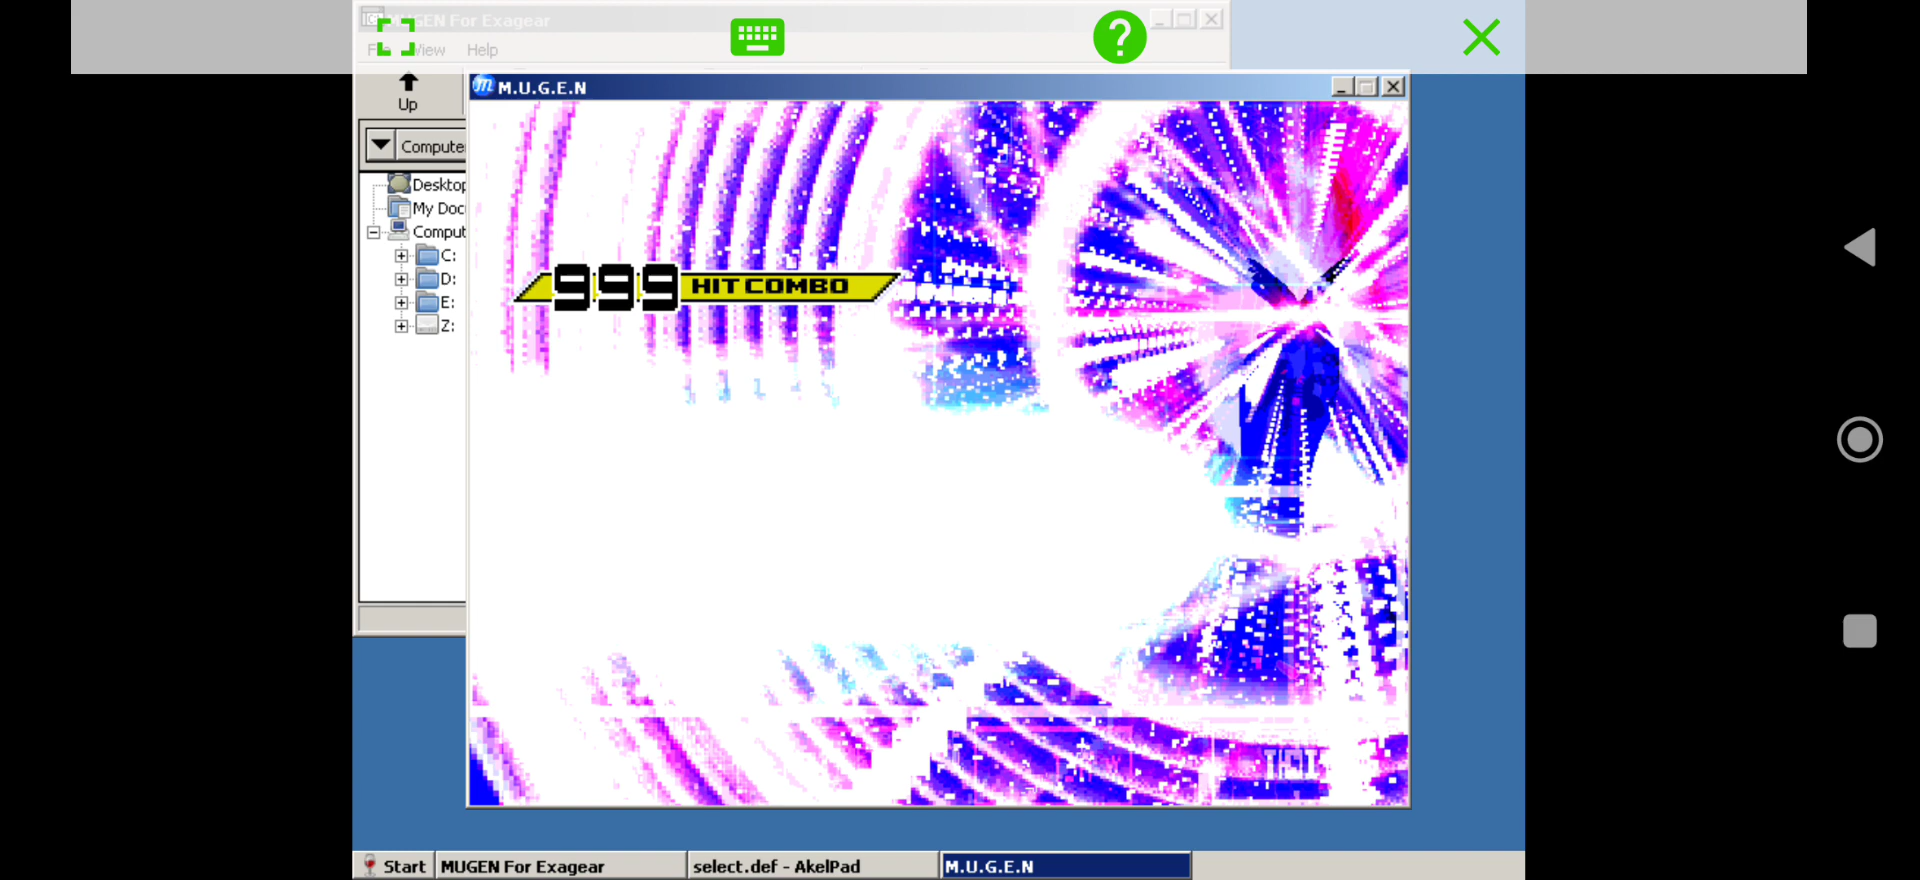 MUGEN For Exagear
View
Help
Up
M.U.G.E.N
Compute
Desktop
My Doc
Comput
C:
D:
E:
Z:
999 HIT COMBO
Start
MUGEN For Exagear
select.def - AkelPad
M.U.G.E.N